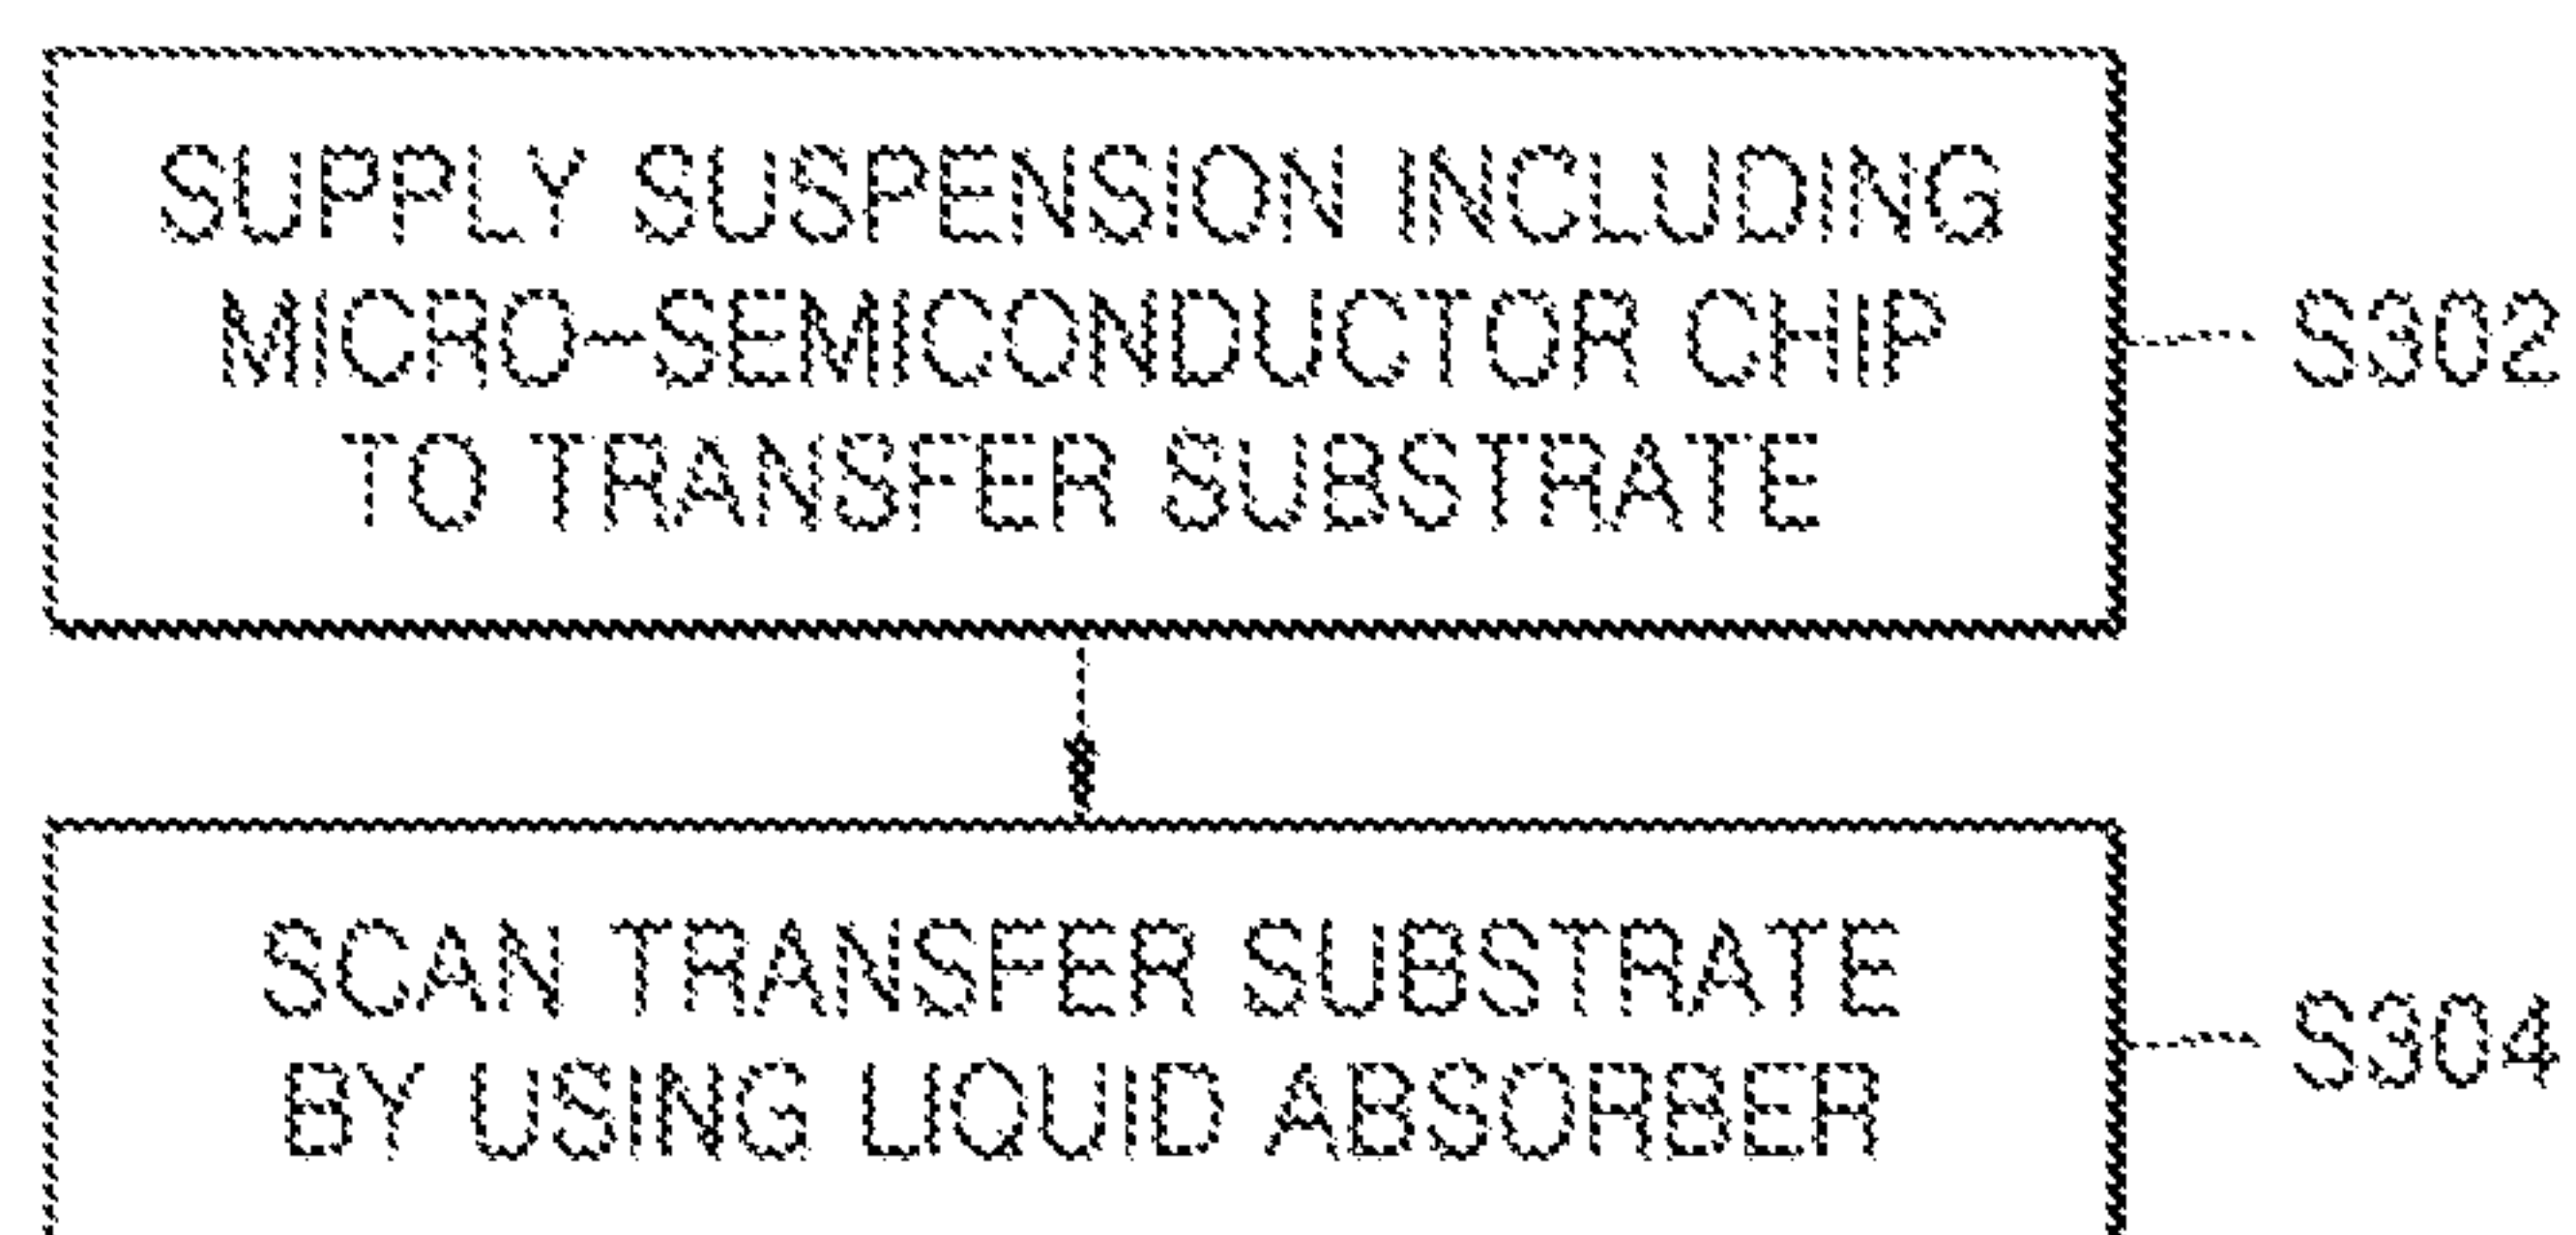 SUPPLY SUSPENSION INCLUDING
MICRO-SEMICONDUCTOR CHIP
TO TRANSFER SUBSTRATE
S302
SCAN TRANSFER SUBSTRATE
BY USING LIQUID ABSORBER
S304